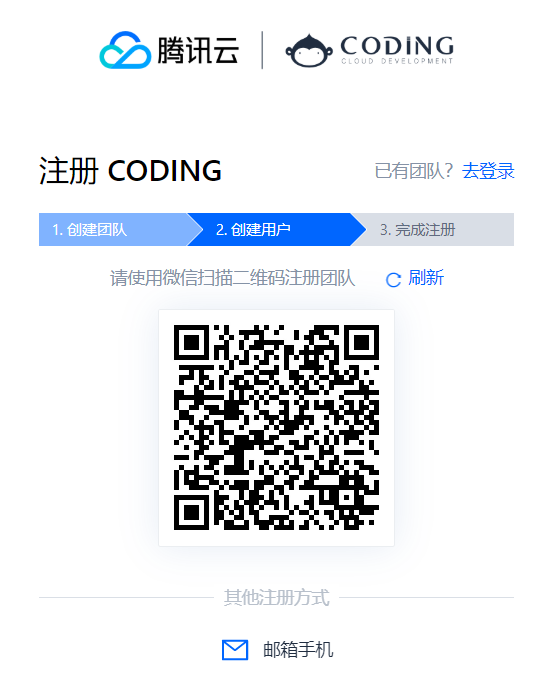 腾讯云 CODING
CLOUD DEVELOPMENT
注册 CODING 已有团队？去登录
1. 创建团队 2. 创建用户 3. 完成注册
请使用微信扫描二维码注册团队 刷新
其他注册方式
邮箱手机